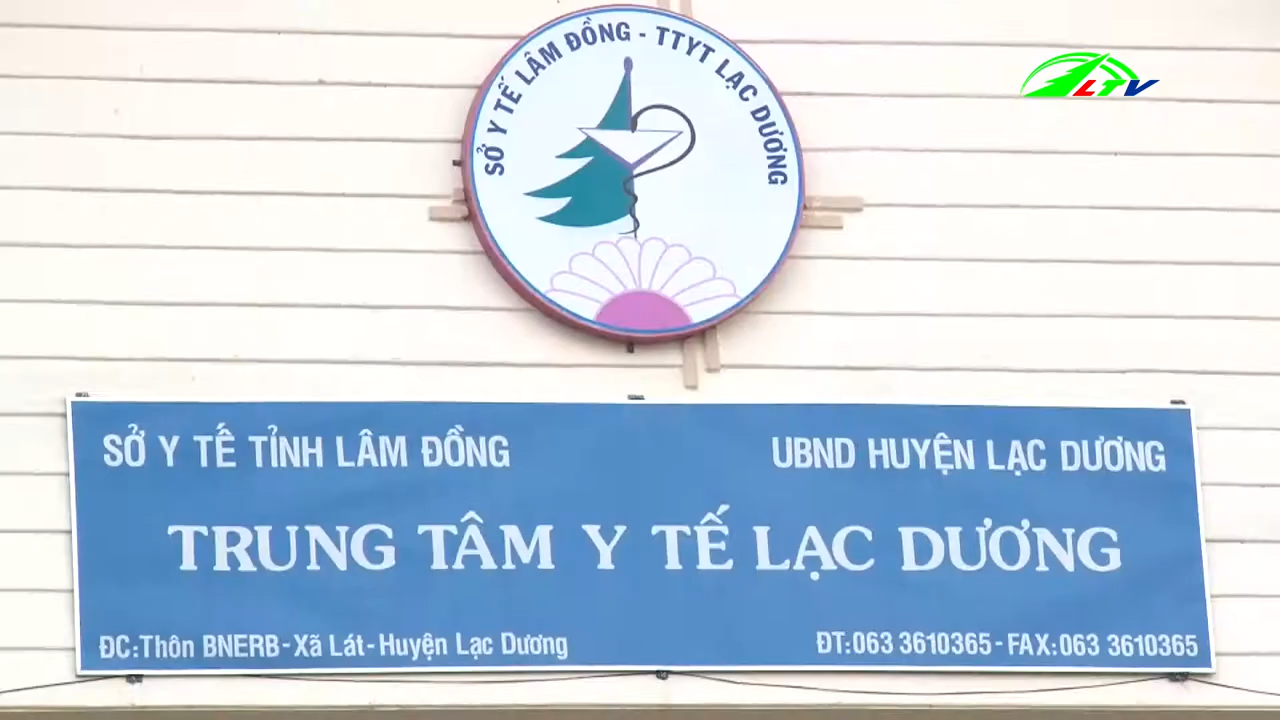 SỞ Y TẾ LÂM ĐỒNG - TTYT LẠC DƯƠNG
LTV
SỞ Y TẾ TỈNH LÂM ĐỒNG
UBND HUYỆN LẠC DƯƠNG
TRUNG TÂM Y TẾ LẠC DƯƠNG
ĐC:Thôn BNERB-Xã Lát-Huyện Lạc Dương
ĐT:063 3610365-FAX:063 3610365